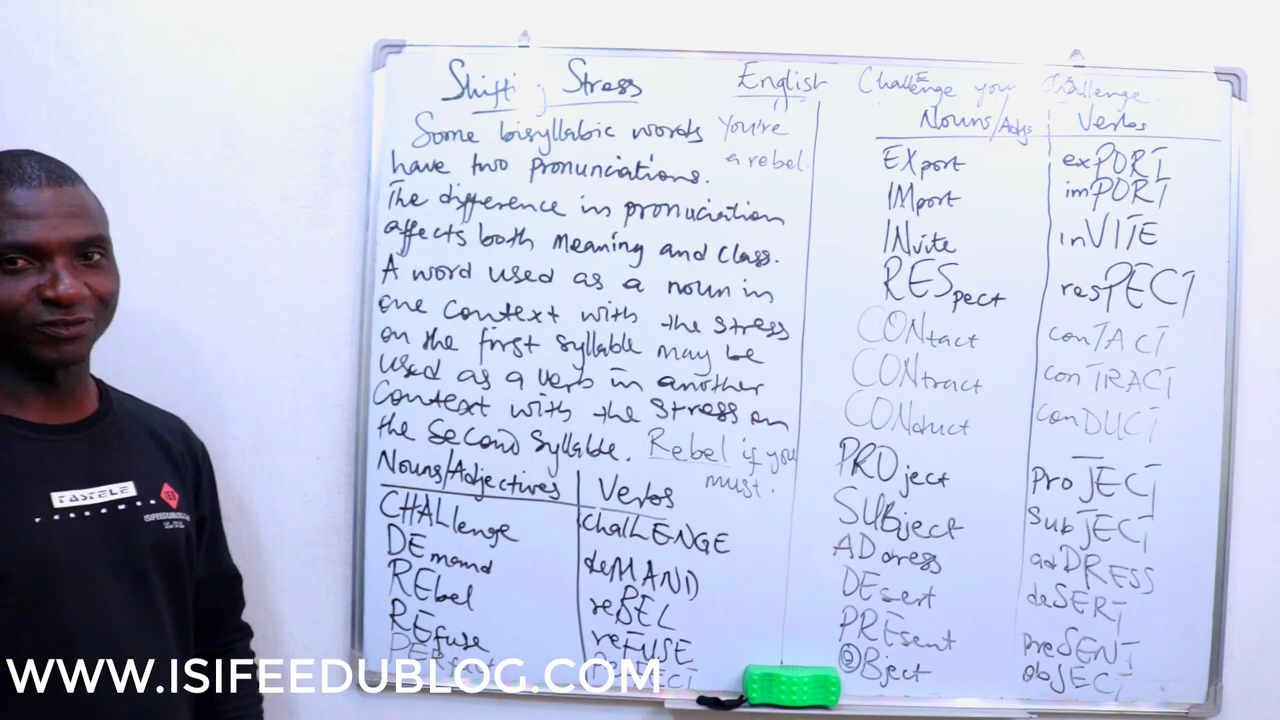 Shifting Stress
Some bisyllabic words
have two pronunciations.
The difference in pronuciation
affects both meaning and class.
A word used as a noun in
one context with the stress
on the first syllable may be
used as a verb in another
context with the stress on
the second syllable. Rebel if you
must.
English
You're
a rebel.
Nouns/Adjectives Verbs
CHALlenge chalLENGE
DEmand deMAND
REbel reBEL
REfuse reFUSE
Challenge your challenge.
Nouns/Adjs Verbs
EXport exPORT
IMport imPORT
INvite inVITE
RESpect resPECT
CONtact conTACT
CONtract conTRACT
CONduct conDUCT
PROject ProJECT
SUBject SubJECT
ADdress adDRESS
DEsert deSERT
PREsent preSENT
OBject obJECT
TASTELE
ISIFEEDUBLOG.COM
WWW.ISIFEEDUBLOG.COM